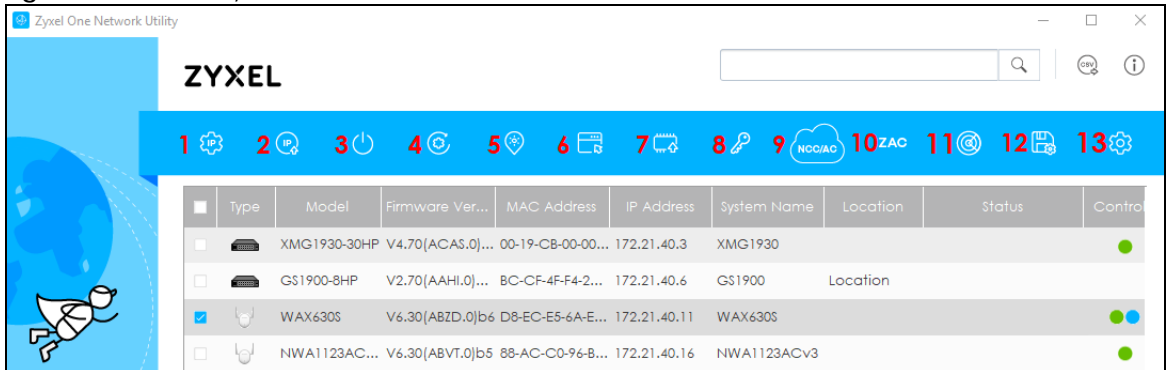 Zyxel One Network Utility
ZYXEL
CSV
1 IP 2 IP 3 4 5 6 7 8 9 NCC/AC 10 ZAC 11 12 13
Type Model Firmware Ver... MAC Address IP Address System Name Location Status Control
XMG1930-30HP V4.70(ACAS.0)... 00-19-CB-00-00... 172.21.40.3 XMG1930
GS1900-8HP V2.70(AAHI.0)... BC-CF-4F-F4-2... 172.21.40.6 GS1900 Location
WAX630S V6.30(ABZD.0)b6 D8-EC-E5-6A-E... 172.21.40.11 WAX630S
NWA1123AC... V6.30(ABVT.0)b5 88-AC-C0-96-B... 172.21.40.16 NWA1123ACv3